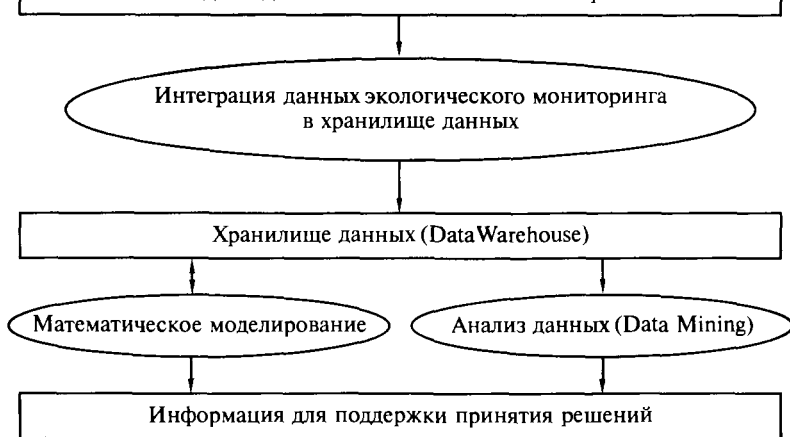 Интеграция данных экологического мониторинга
в хранилище данных
Хранилище данных (DataWarehouse)
Математическое моделирование
Анализ данных (Data Mining)
Информация для поддержки принятия решений